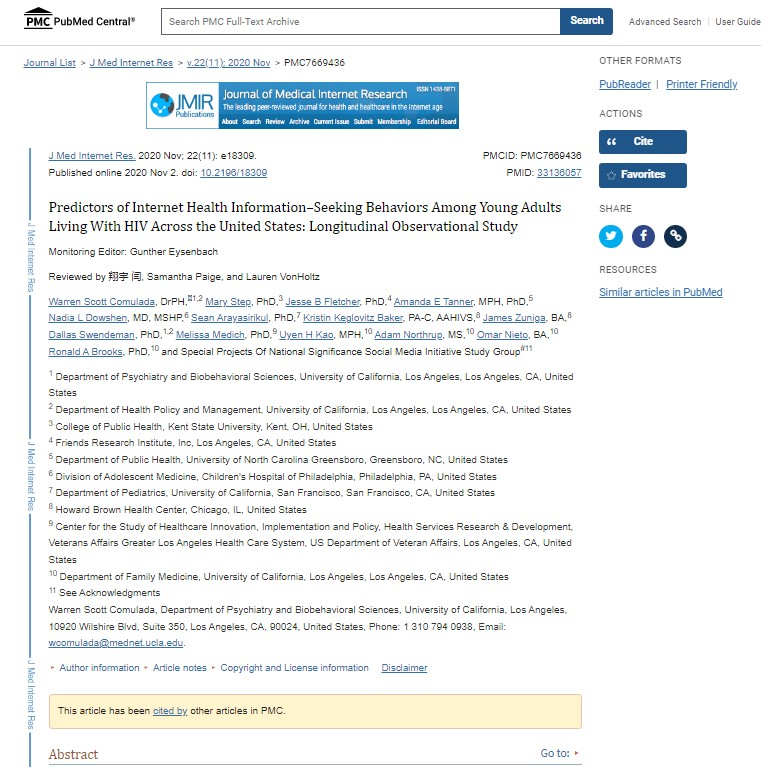 PMC PubMed Central®
Search PMC Full-Text Archive
Search
Advanced Search | User Guide
Journal List > J Med Internet Res > v.22(11); 2020 Nov > PMC7669436
JMIR Publications
Journal of Medical Internet Research ISSN 1438-8871
The leading peer-reviewed journal for health and healthcare in the Internet age
About Search Review Archive Current Issue Submit Membership Editorial Board
J Med Internet Res. 2020 Nov; 22(11): e18309. PMCID: PMC7669436
Published online 2020 Nov 2. doi: 10.2196/18309 PMID: 33136057
Predictors of Internet Health Information–Seeking Behaviors Among Young Adults
Living With HIV Across the United States: Longitudinal Observational Study
Monitoring Editor: Gunther Eysenbach
Reviewed by 翔宇 闫, Samantha Paige, and Lauren VonHoltz
Warren Scott Comulada, DrPH,1,2 Mary Step, PhD,3 Jesse B Fletcher, PhD,4 Amanda E Tanner, MPH, PhD,5
Nadia L Dowshen, MD, MSHP,6 Sean Arayasirikul, PhD,7 Kristin Keglovitz Baker, PA-C, AAHIVS,8 James Zuniga, BA,8
Dallas Swendeman, PhD,1,2 Melissa Medich, PhD,9 Uyen H Kao, MPH,10 Adam Northrup, MS,10 Omar Nieto, BA,10
Ronald A Brooks, PhD,10 and Special Projects Of National Significance Social Media Initiative Study Group#11
1 Department of Psychiatry and Biobehavioral Sciences, University of California, Los Angeles, Los Angeles, CA, United
States
2 Department of Health Policy and Management, University of California, Los Angeles, Los Angeles, CA, United States
3 College of Public Health, Kent State University, Kent, OH, United States
4 Friends Research Institute, Inc, Los Angeles, CA, United States
5 Department of Public Health, University of North Carolina Greensboro, Greensboro, NC, United States
6 Division of Adolescent Medicine, Children's Hospital of Philadelphia, Philadelphia, PA, United States
7 Department of Pediatrics, University of California, San Francisco, San Francisco, CA, United States
8 Howard Brown Health Center, Chicago, IL, United States
9 Center for the Study of Healthcare Innovation, Implementation and Policy, Health Services Research & Development,
Veterans Affairs Greater Los Angeles Health Care System, US Department of Veteran Affairs, Los Angeles, CA, United
States
10 Department of Family Medicine, University of California, Los Angeles, Los Angeles, CA, United States
11 See Acknowledgments
Warren Scott Comulada, Department of Psychiatry and Biobehavioral Sciences, University of California, Los Angeles,
10920 Wilshire Blvd, Suite 350, Los Angeles, CA, 90024, United States, Phone: 1 310 794 0938, Email:
wcomulada@mednet.ucla.edu.
Author information Article notes Copyright and License information Disclaimer
This article has been cited by other articles in PMC.
Abstract Go to:
J Med Internet Res
J Med Internet Res
J Med Internet Res
OTHER FORMATS
PubReader | Printer Friendly
ACTIONS
Cite
Favorites
SHARE
RESOURCES
Similar articles in PubMed